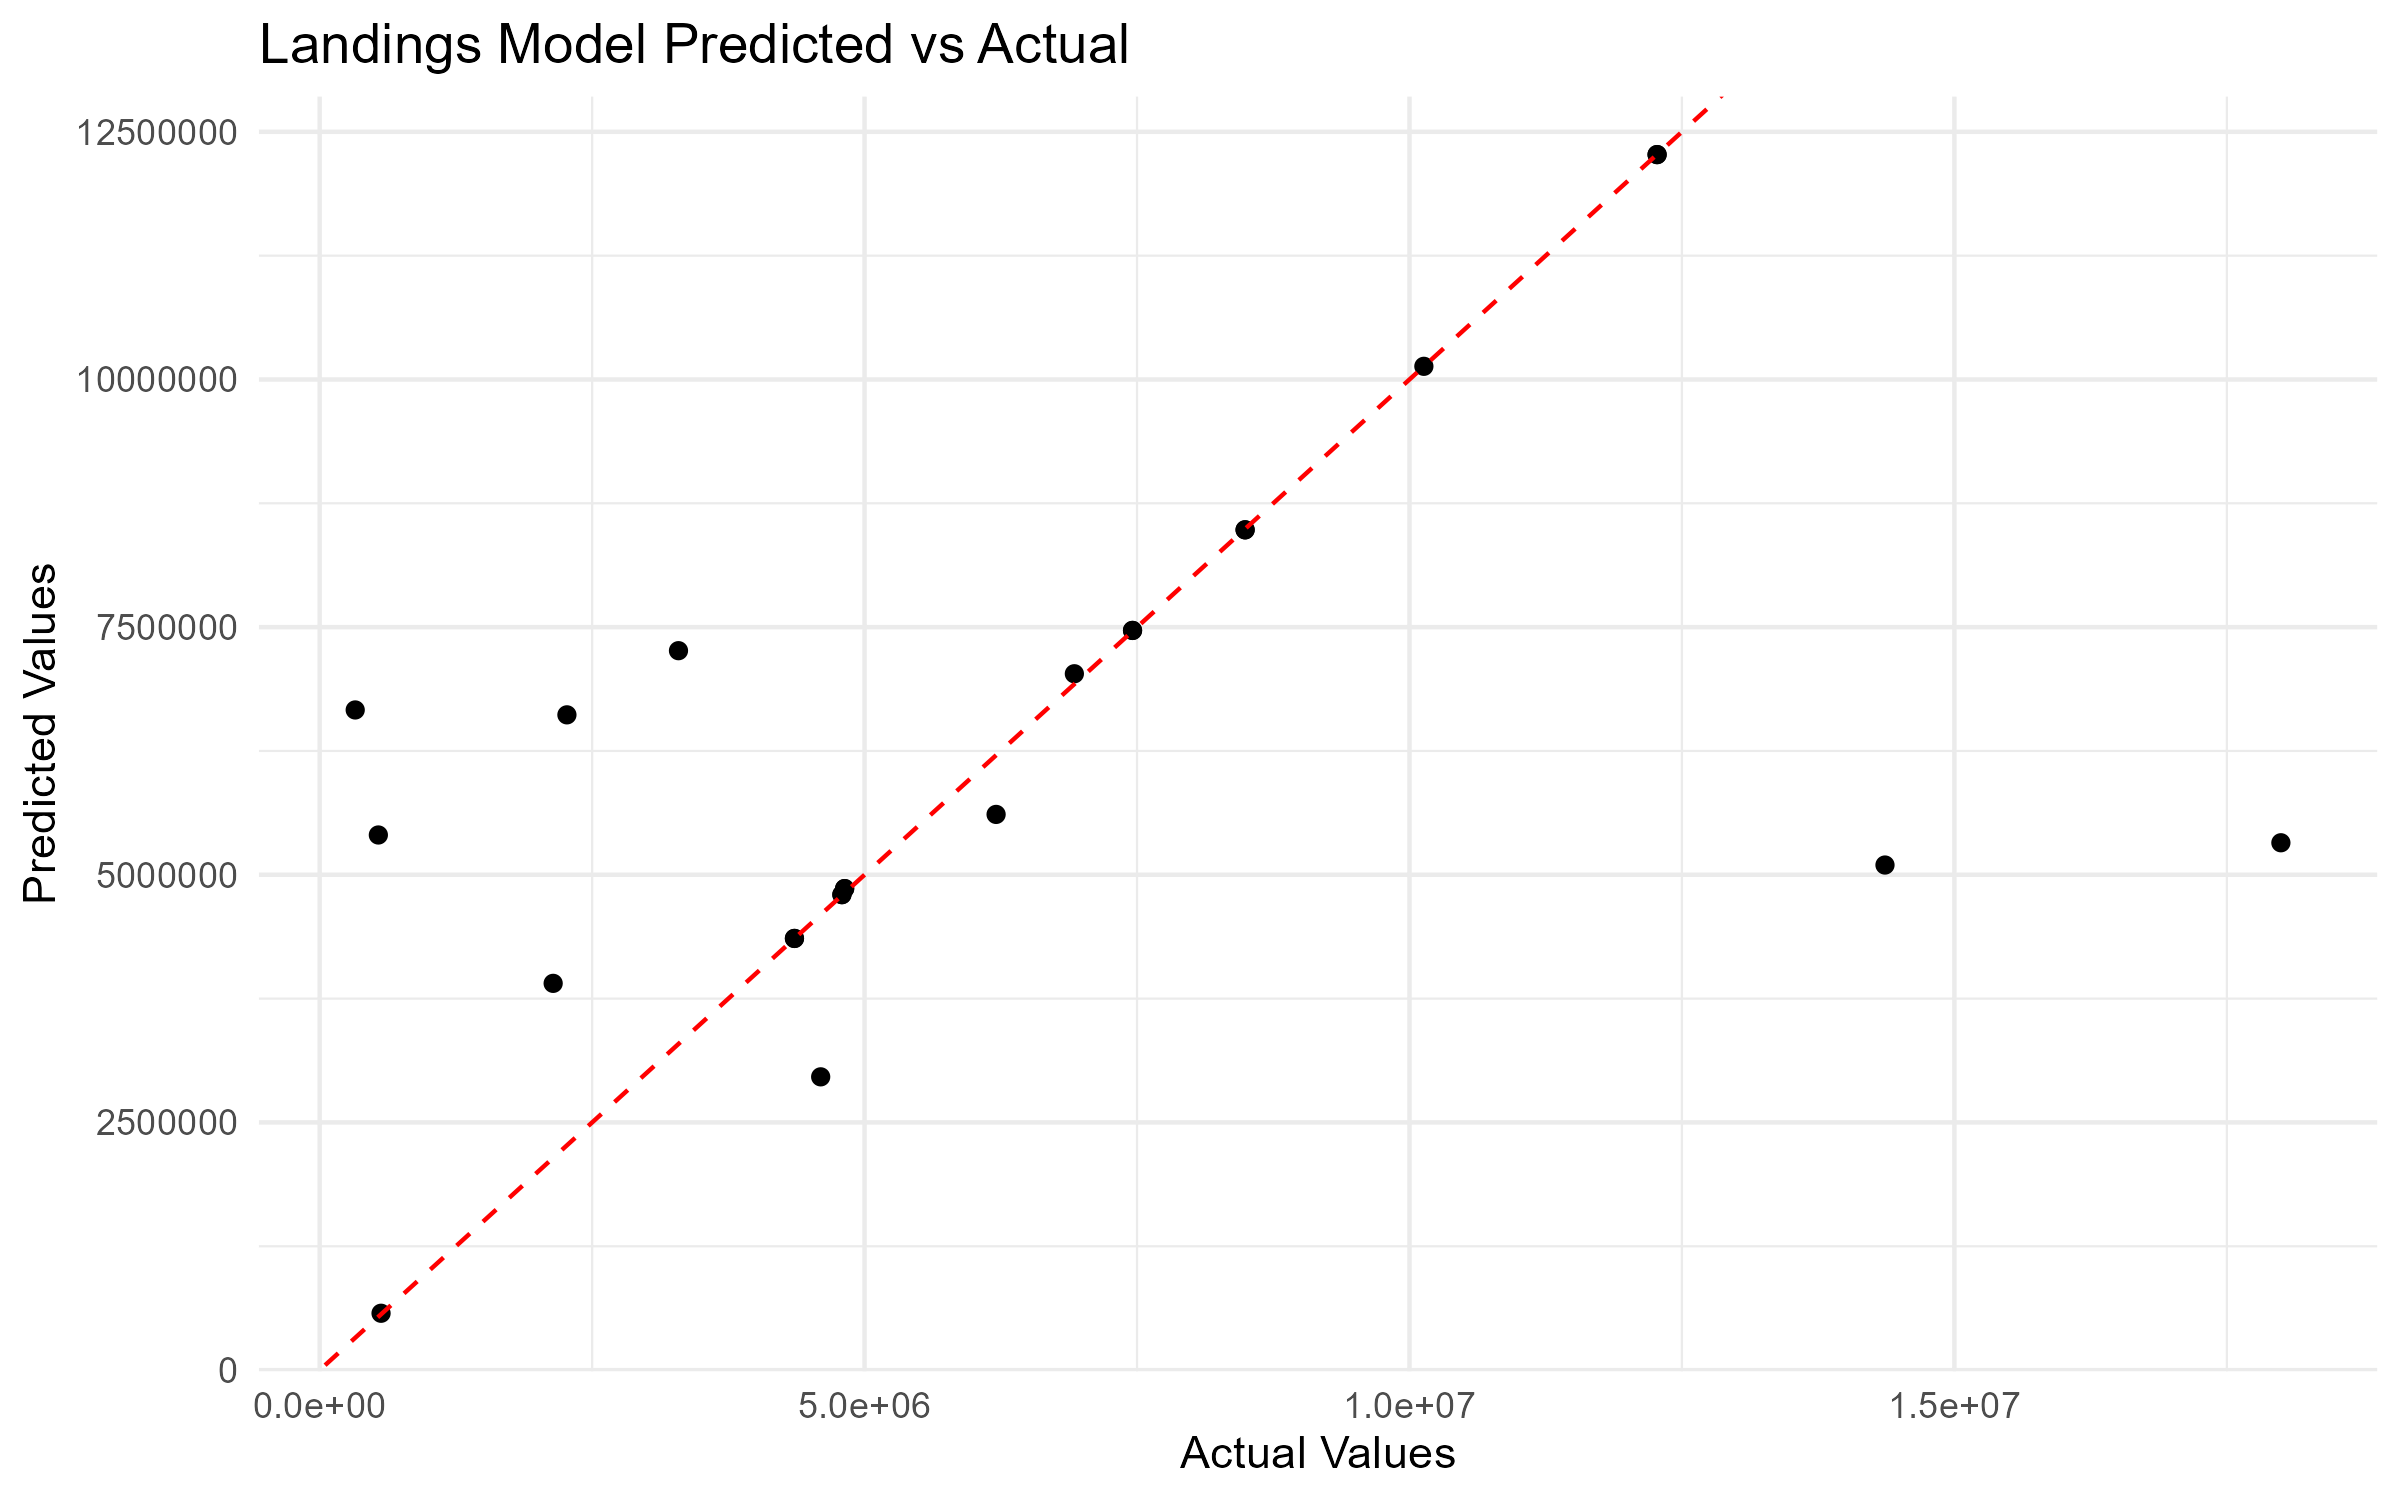 Landings Model Predicted vs Actual
Predicted Values
12500000
10000000
7500000
5000000
2500000
0
0.0e+00
5.0e+06
1.0e+07
1.5e+07
Actual Values